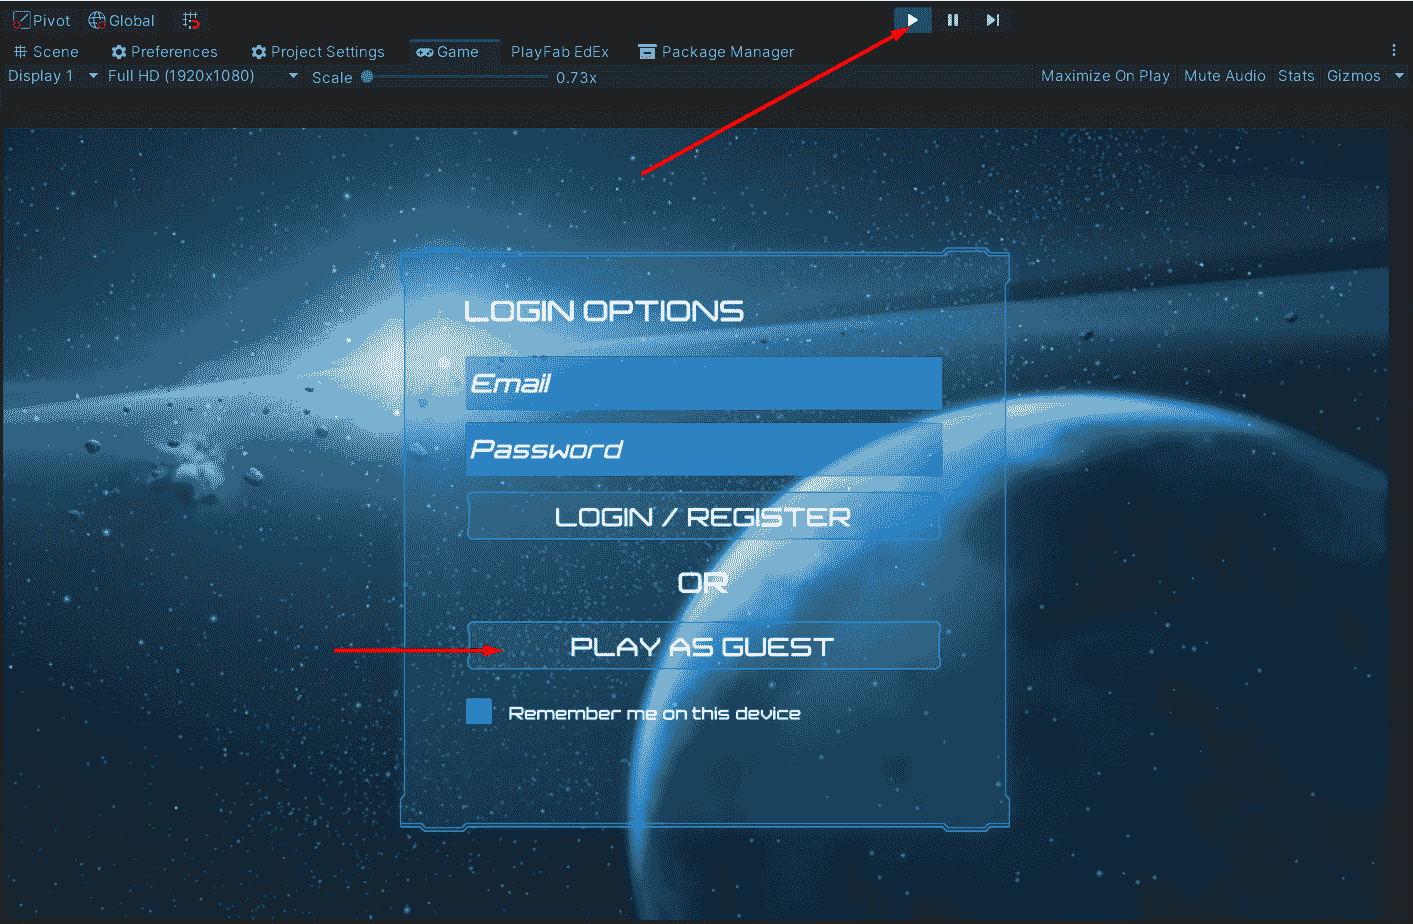 Pivot Global
Scene Preferences Project Settings Game PlayFab EdEx Package Manager
Display 1 Full HD (1920x1080) Scale 0.73x Maximize On Play Mute Audio Stats Gizmos
LOGIN OPTIONS
Email
Password
LOGIN / REGISTER
OR
PLAY AS GUEST
Remember me on this device